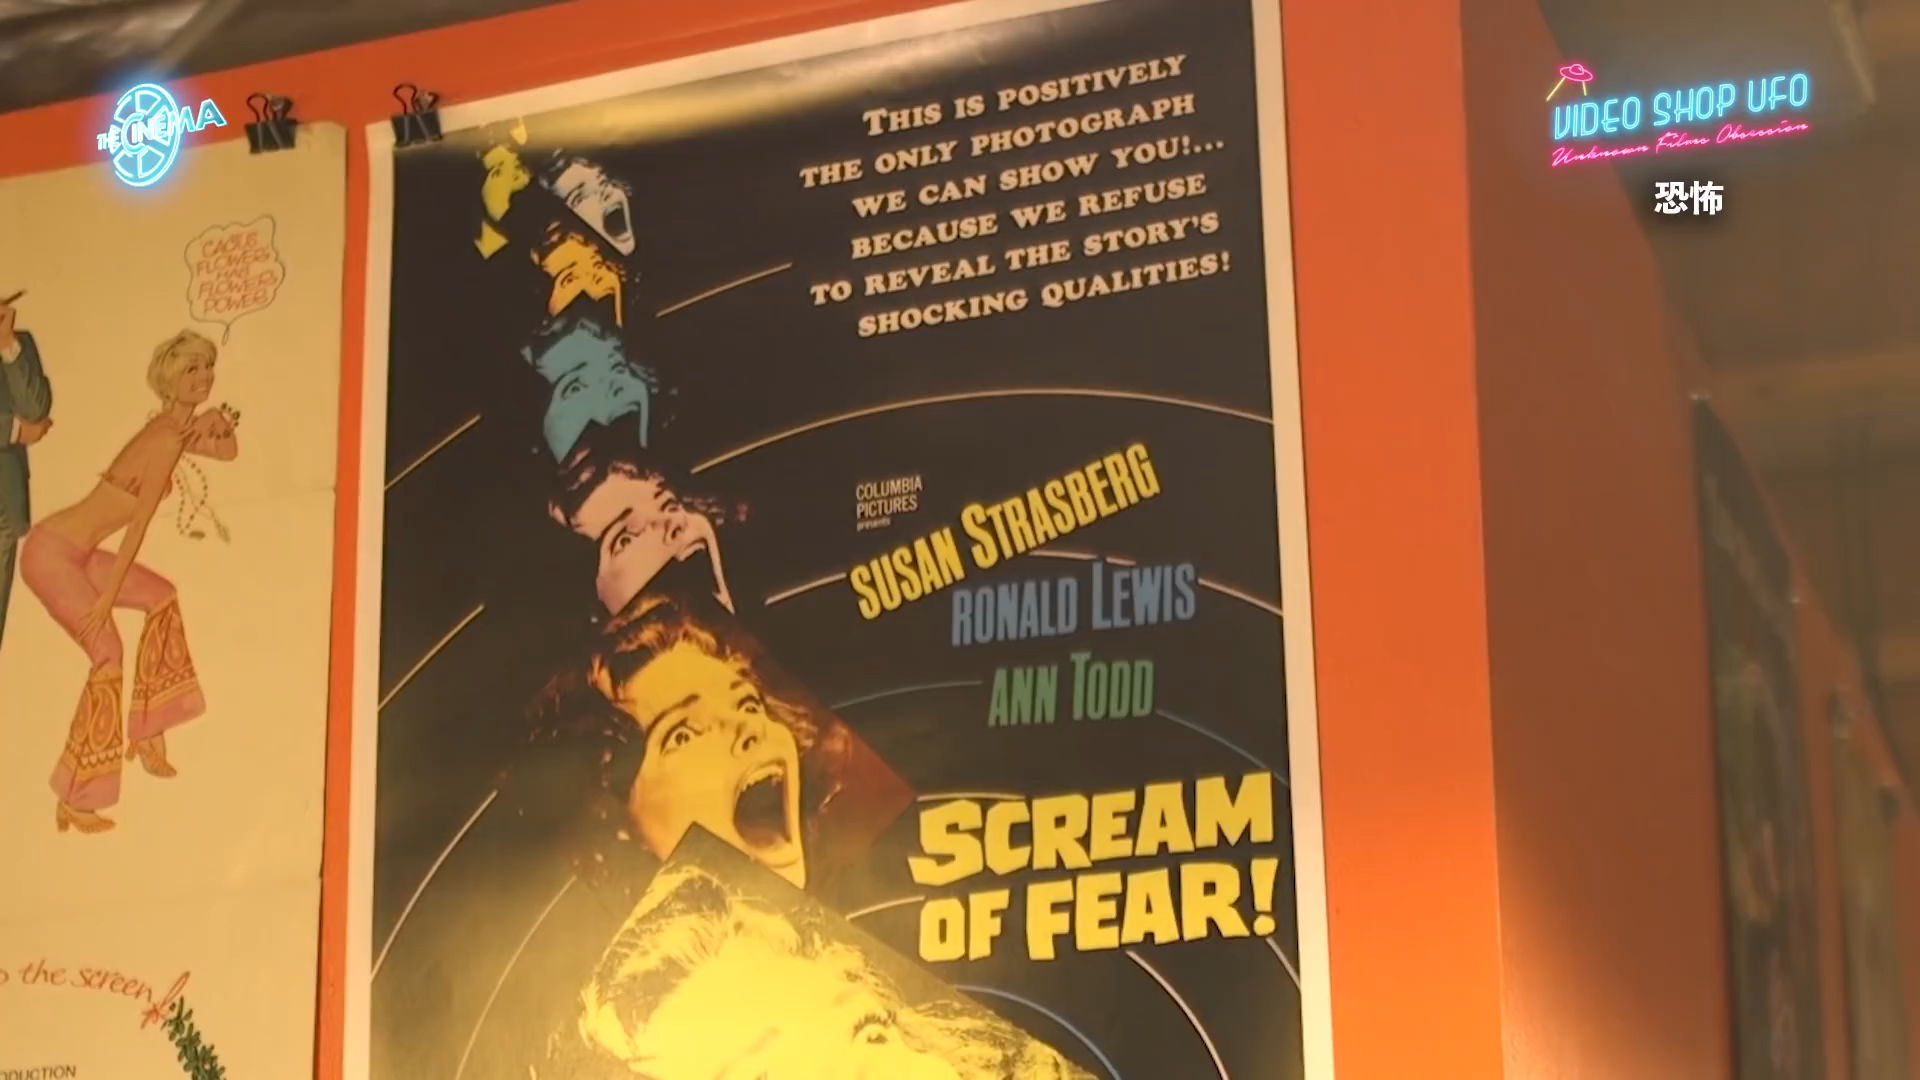 THE CINEMA
VIDEO SHOP UFO
Unknown Films Obsession
恐怖
CACTUS
FLOWER
HAS
FLOWER
POWER
the screen!
THIS IS POSITIVELY
THE ONLY PHOTOGRAPH
WE CAN SHOW YOU!...
BECAUSE WE REFUSE
TO REVEAL THE STORY'S
SHOCKING QUALITIES!
COLUMBIA
PICTURES
presents
SUSAN STRASBERG
RONALD LEWIS
ANN TODD
SCREAM
OF FEAR!